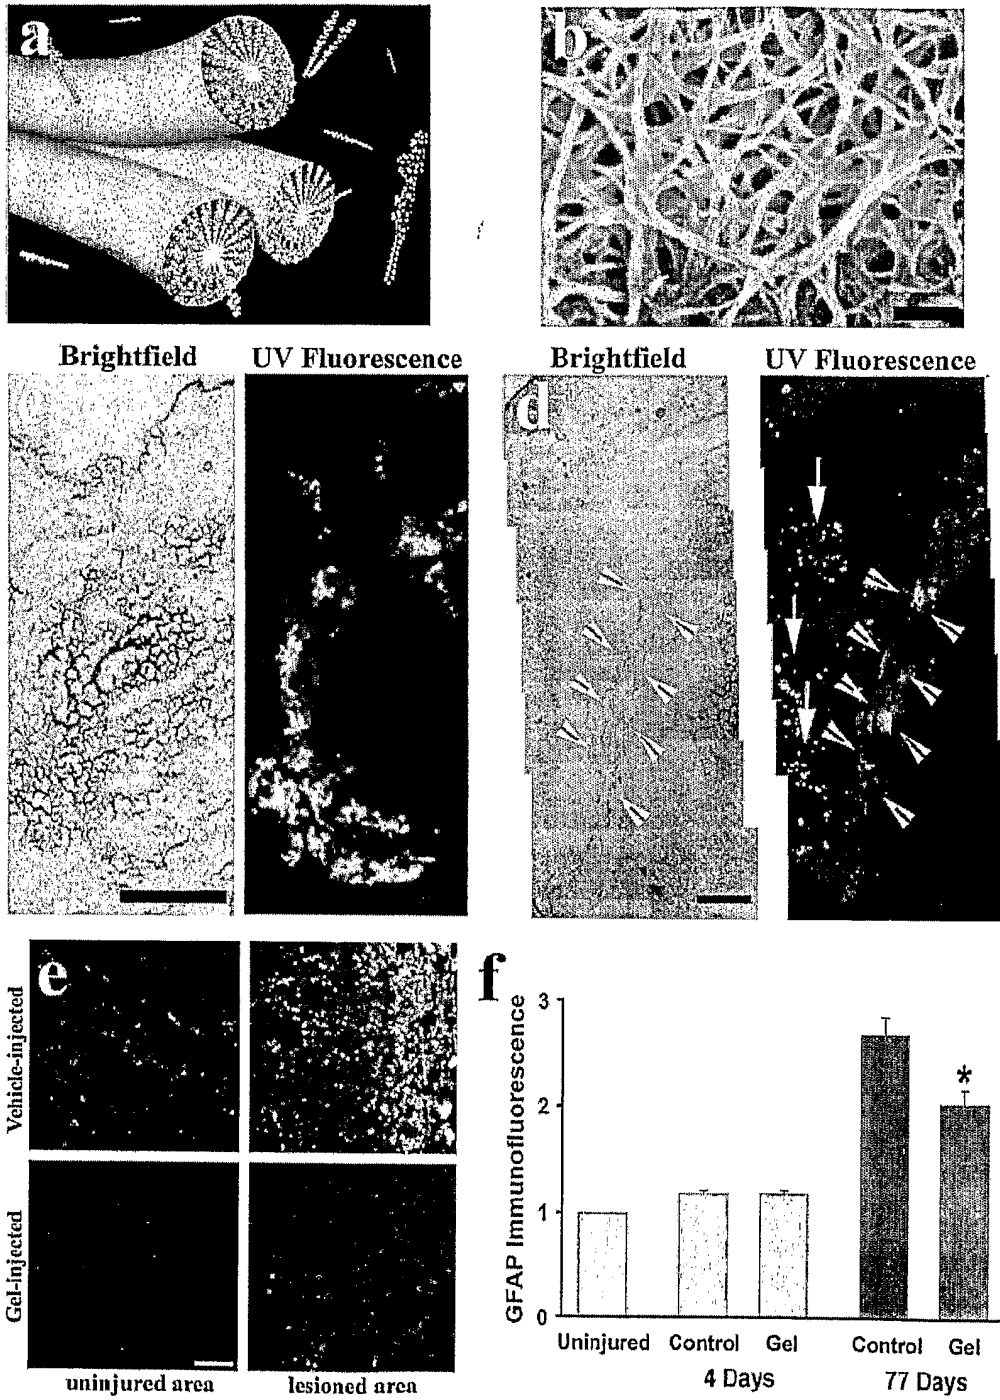 a
b
Brightfield
UV Fluorescence
Brightfield
UV Fluorescence
c
d
e
Vehicle-injected
Gel-injected
uninjured area
lesioned area
f
GFAP Immunofluorescence
3
2
1
0
*
Uninjured
Control
Gel
Control
Gel
4 Days
77 Days